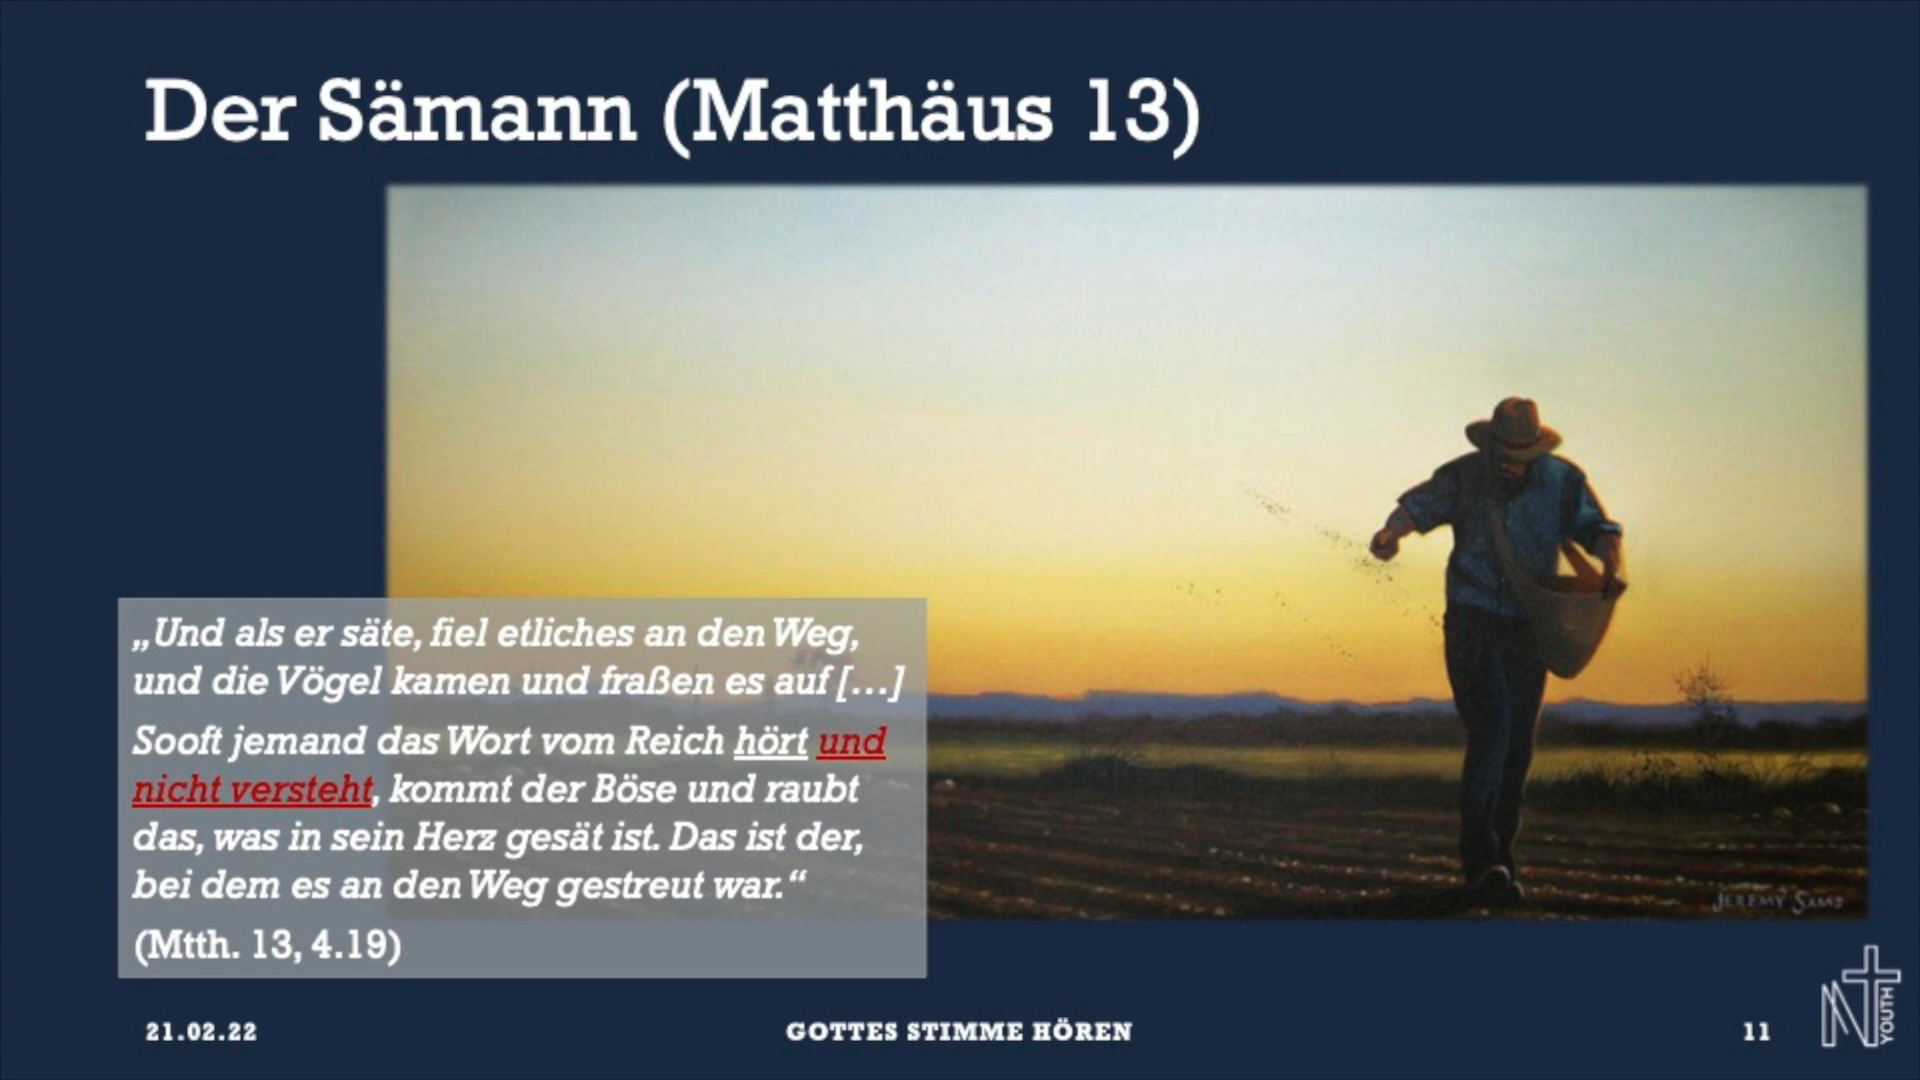 Der Sämann (Matthäus 13)
„Und als er säte, fiel etliches an den Weg,
und die Vögel kamen und fraßen es auf […]
Sooft jemand das Wort vom Reich hört und
nicht versteht, kommt der Böse und raubt
das, was in sein Herz gesät ist. Das ist der,
bei dem es an den Weg gestreut war.“
(Mtth. 13, 4.19)
JEREMY SAMS
21.02.22
GOTTES STIMME HÖREN
11
NT
YOUTH